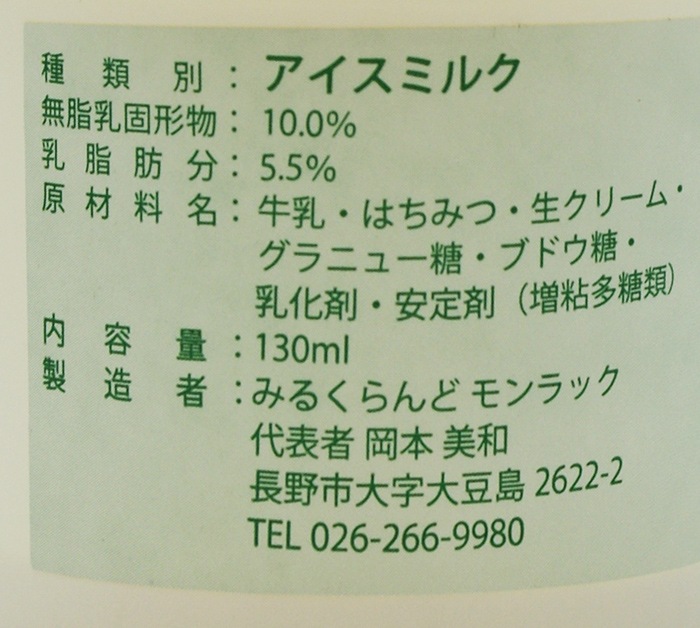 種類別：アイスミルク
無脂乳固形物：10.0%
乳脂肪分：5.5%
原材料名：牛乳・はちみつ・生クリーム・
グラニュー糖・ブドウ糖・
乳化剤・安定剤（増粘多糖類）
内容量：130ml
製造者：みるくらんど モンラック
代表者 岡本 美和
長野市大字大豆島 2622-2
TEL 026-266-9980